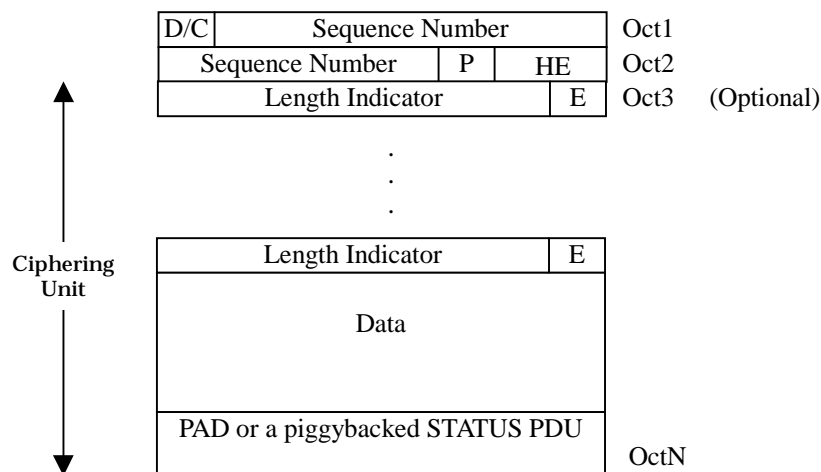 D/C Sequence Number Oct1
Sequence Number P HE Oct2
Length Indicator E Oct3 (Optional)
.
.
.
Length Indicator E
Ciphering
Unit
Data
PAD or a piggybacked STATUS PDU
OctN